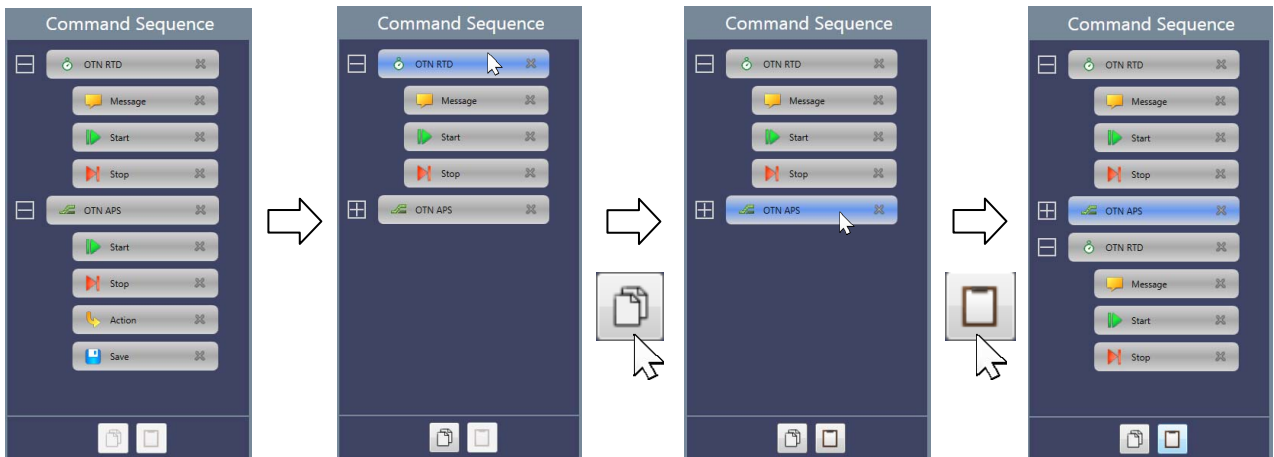 Command Sequence
OTN RTD
Message
Start
Stop
OTN APS
Start
Stop
Action
Save
Command Sequence
OTN RTD
Message
Start
Stop
OTN APS
Command Sequence
OTN RTD
Message
Start
Stop
OTN APS
Command Sequence
OTN RTD
Message
Start
Stop
OTN APS
OTN RTD
Message
Start
Stop